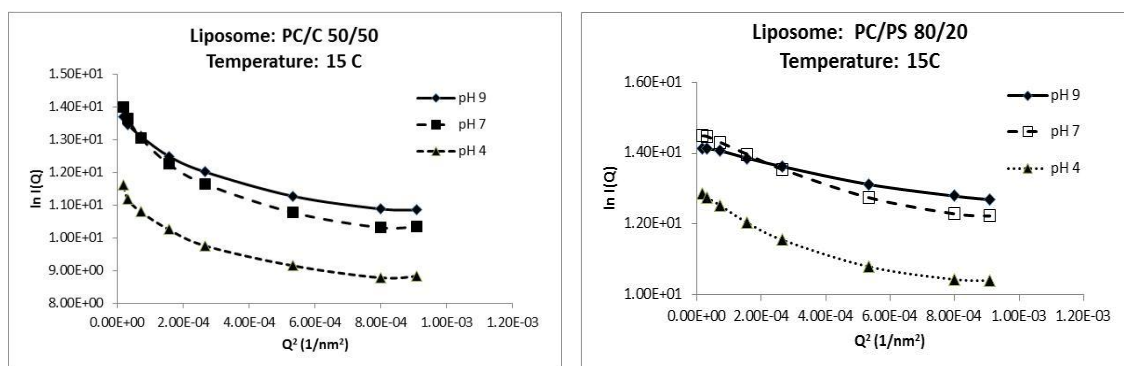 Liposome: PC/C 50/50
Temperature: 15 C
1.50E+01
1.40E+01
1.30E+01
1.20E+01
1.10E+01
1.00E+01
9.00E+00
8.00E+00
ln I(Q)
pH 9
pH 7
pH 4
0.00E+00 2.00E-04 4.00E-04 6.00E-04 8.00E-04 1.00E-03 1.20E-03
Q² (1/nm²)
Liposome: PC/PS 80/20
Temperature: 15C
1.60E+01
1.40E+01
1.20E+01
1.00E+01
ln I(Q)
pH 9
pH 7
pH 4
0.00E+00 2.00E-04 4.00E-04 6.00E-04 8.00E-04 1.00E-03 1.20E-03
Q² (1/nm²)